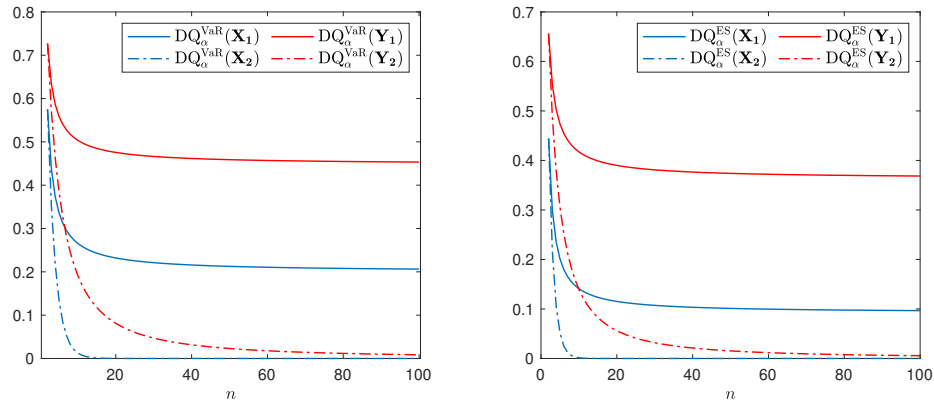 0.8
0.7
0.6
0.5
0.4
0.3
0.2
0.1
0
DQ_α^VaR(X₁) DQ_α^VaR(Y₁)
DQ_α^VaR(X₂) DQ_α^VaR(Y₂)
20 40 60 80 100
n
0.7
0.6
0.5
0.4
0.3
0.2
0.1
0
DQ_α^ES(X₁) DQ_α^ES(Y₁)
DQ_α^ES(X₂) DQ_α^ES(Y₂)
0 20 40 60 80 100
n